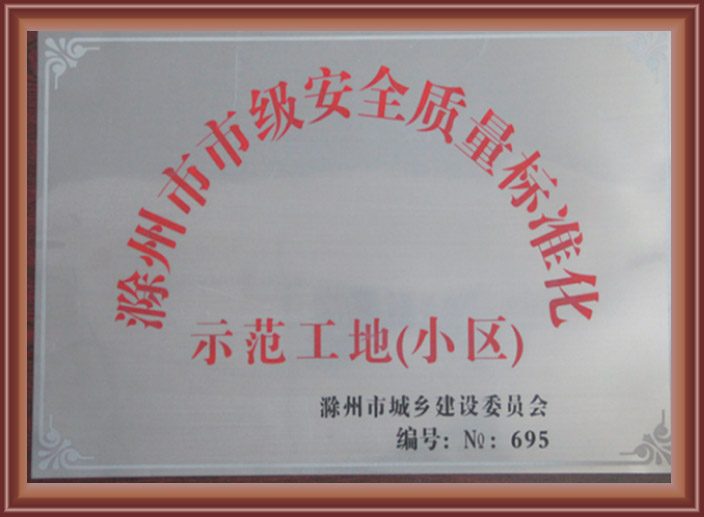 滁州市市级安全质量标准化
示范工地(小区)
滁州市城乡建设委员会
编号: №: 695